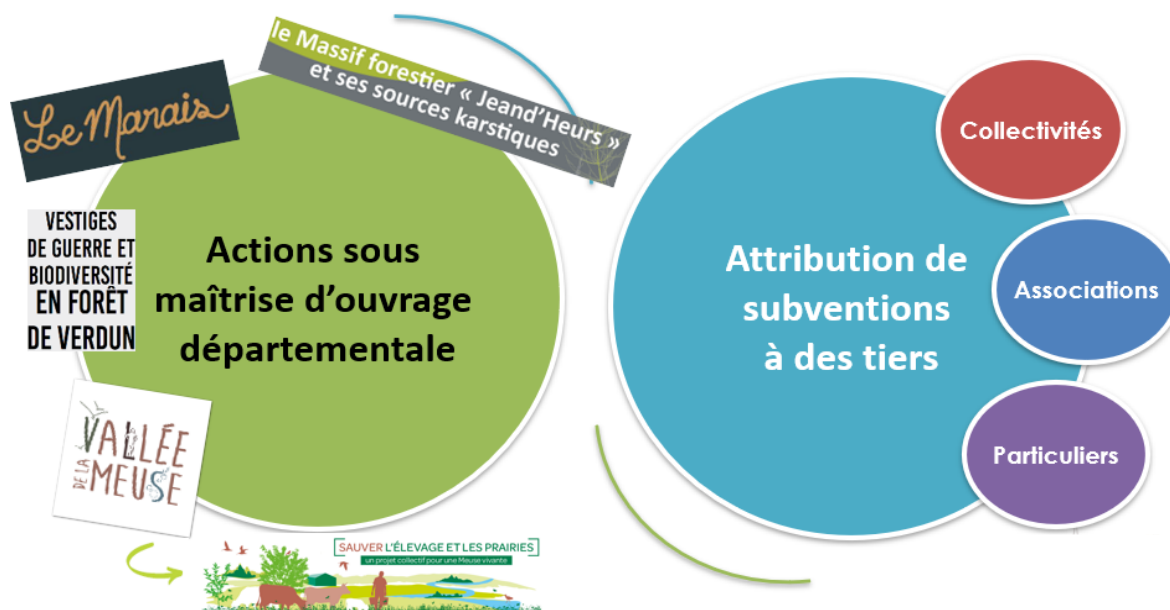 le Massif forestier « Jeand'Heurs »
et ses sources karstiques
Le Marais
VESTIGES
DE GUERRE ET
BIODIVERSITÉ
EN FORÊT
DE VERDUN
Actions sous
maîtrise d'ouvrage
départementale
VALLÉE
DE LA
MEUSE
SAUVER L'ÉLEVAGE ET LES PRAIRIES
un projet collectif pour une Meuse vivante
Attribution de
subventions
à des tiers
Collectivités
Associations
Particuliers